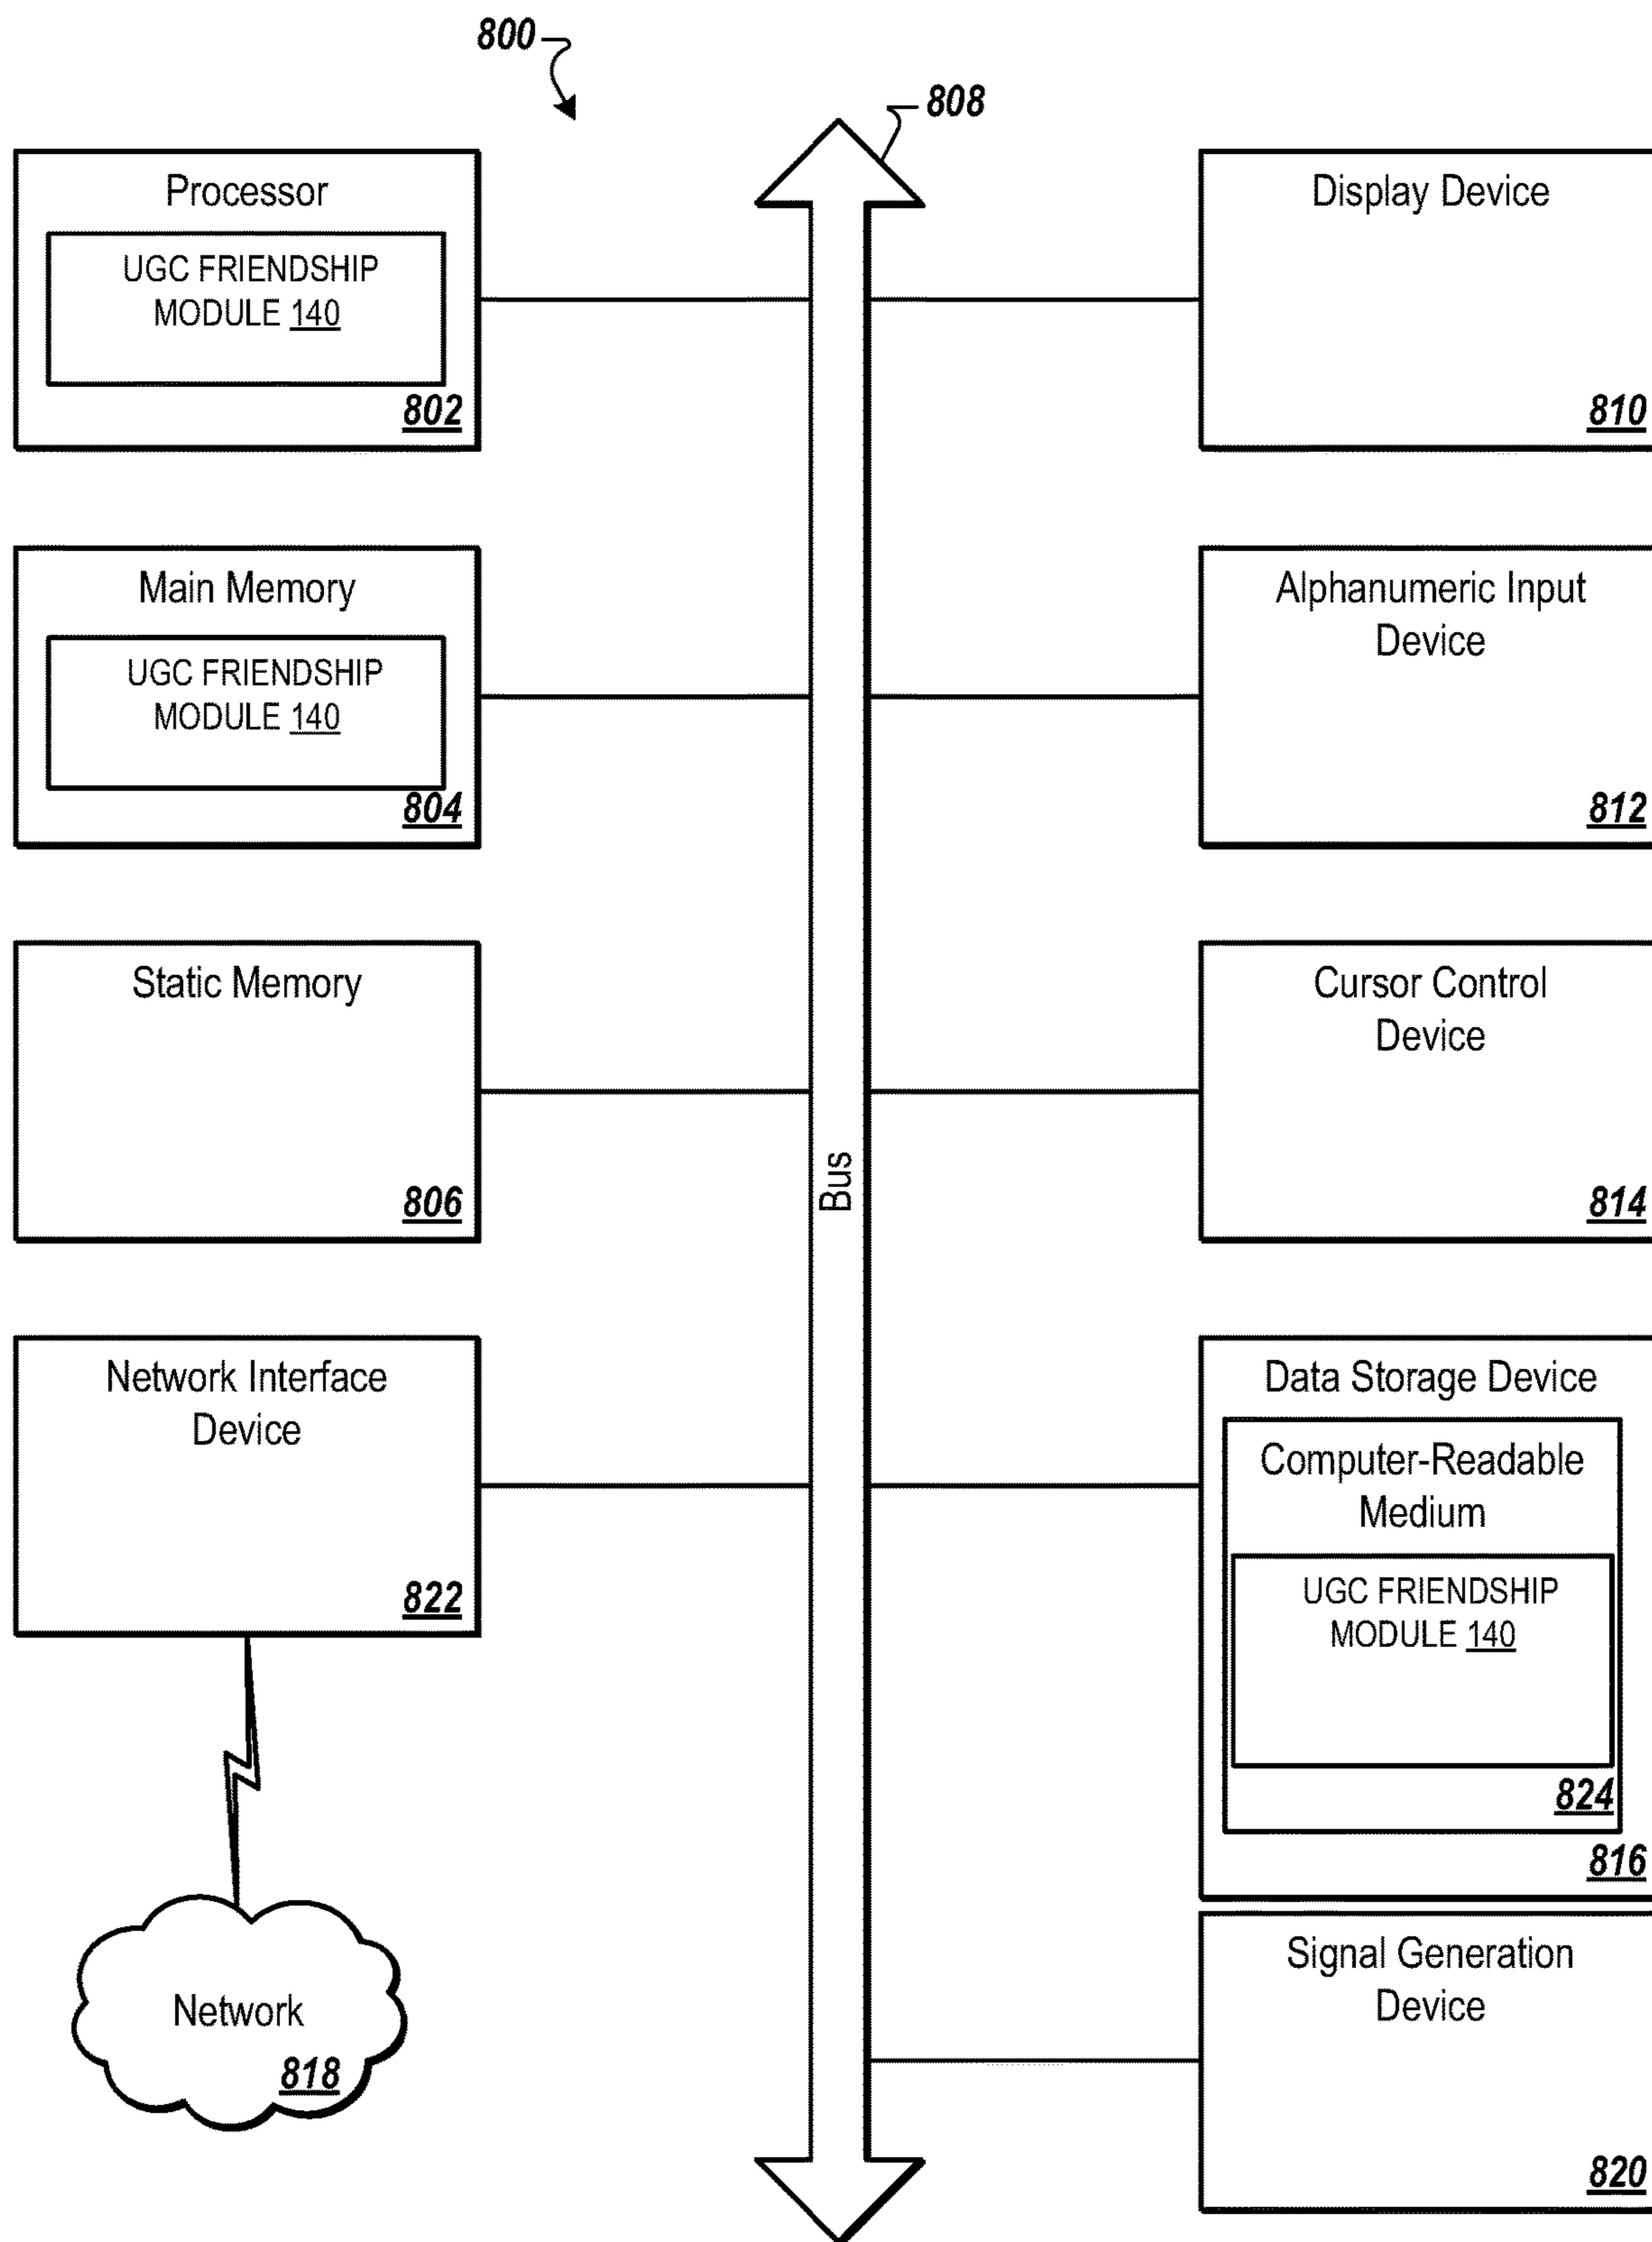 800
808
Processor
UGC FRIENDSHIP
MODULE 140
802
Display Device
810
Main Memory
UGC FRIENDSHIP
MODULE 140
804
Alphanumeric Input
Device
812
Static Memory
806
Cursor Control
Device
814
Bus
Network Interface
Device
822
Data Storage Device
Computer-Readable
Medium
UGC FRIENDSHIP
MODULE 140
824
816
Network
818
Signal Generation
Device
820